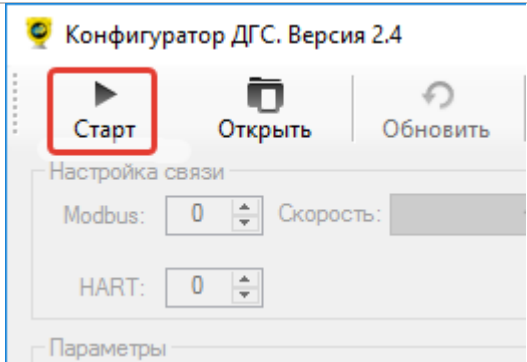 Конфигуратор ДГС. Версия 2.4
Старт Открыть Обновить
Настройка связи
Modbus: 0 Скорость:
HART: 0
Параметры